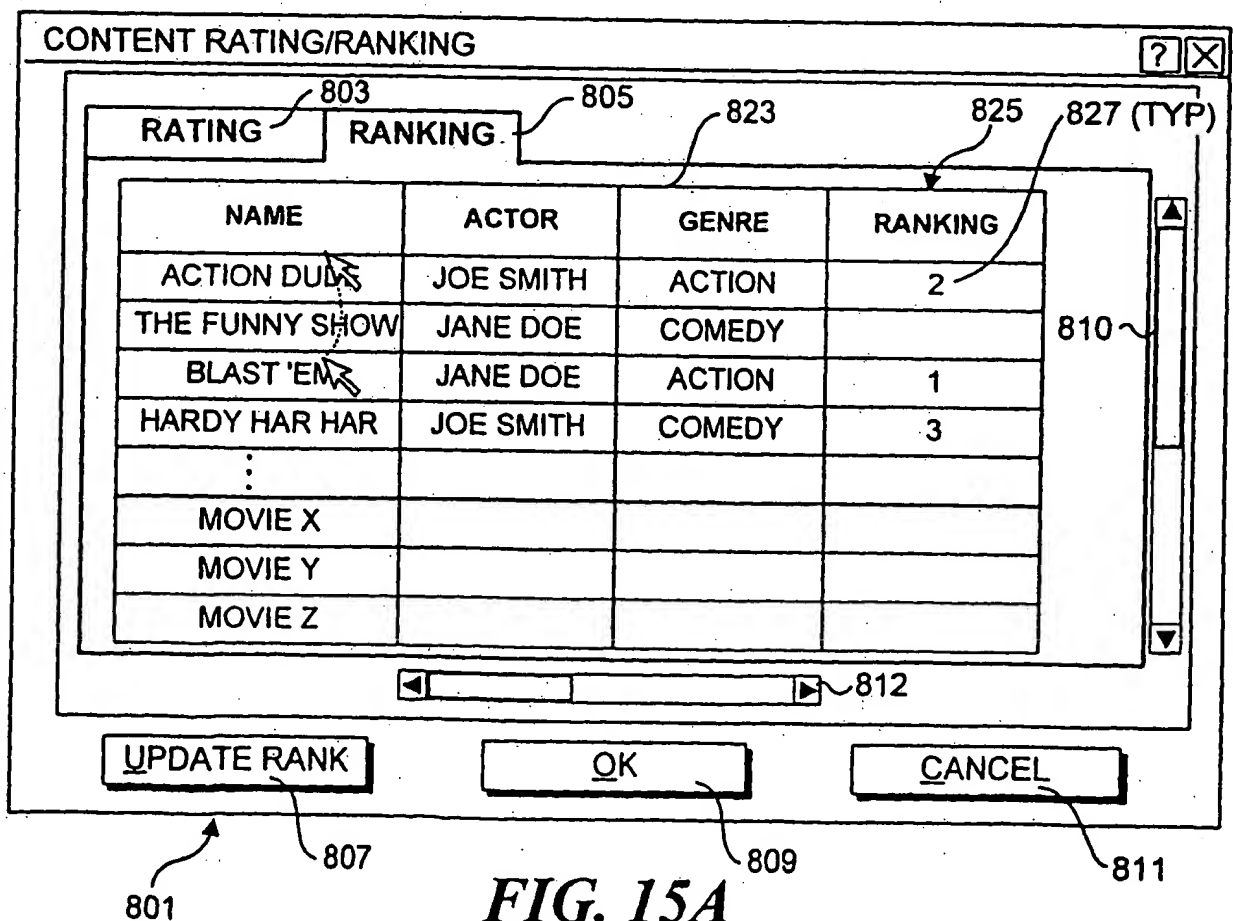 CONTENT RATING/RANKING ? X
803 805 823 825 827 (TYP)
RATING RANKING
NAME ACTOR GENRE RANKING
ACTION JOE SMITH ACTION 2
THE FUNNY SHOW JANE DOE COMEDY
810
BLAST 'EM JANE DOE ACTION 1
HARDY HAR HAR JOE SMITH COMEDY 3
⋮
MOVIE X
MOVIE Y
MOVIE Z
812
UPDATE RANK OK CANCEL
807 809 811
801
FIG. 15A